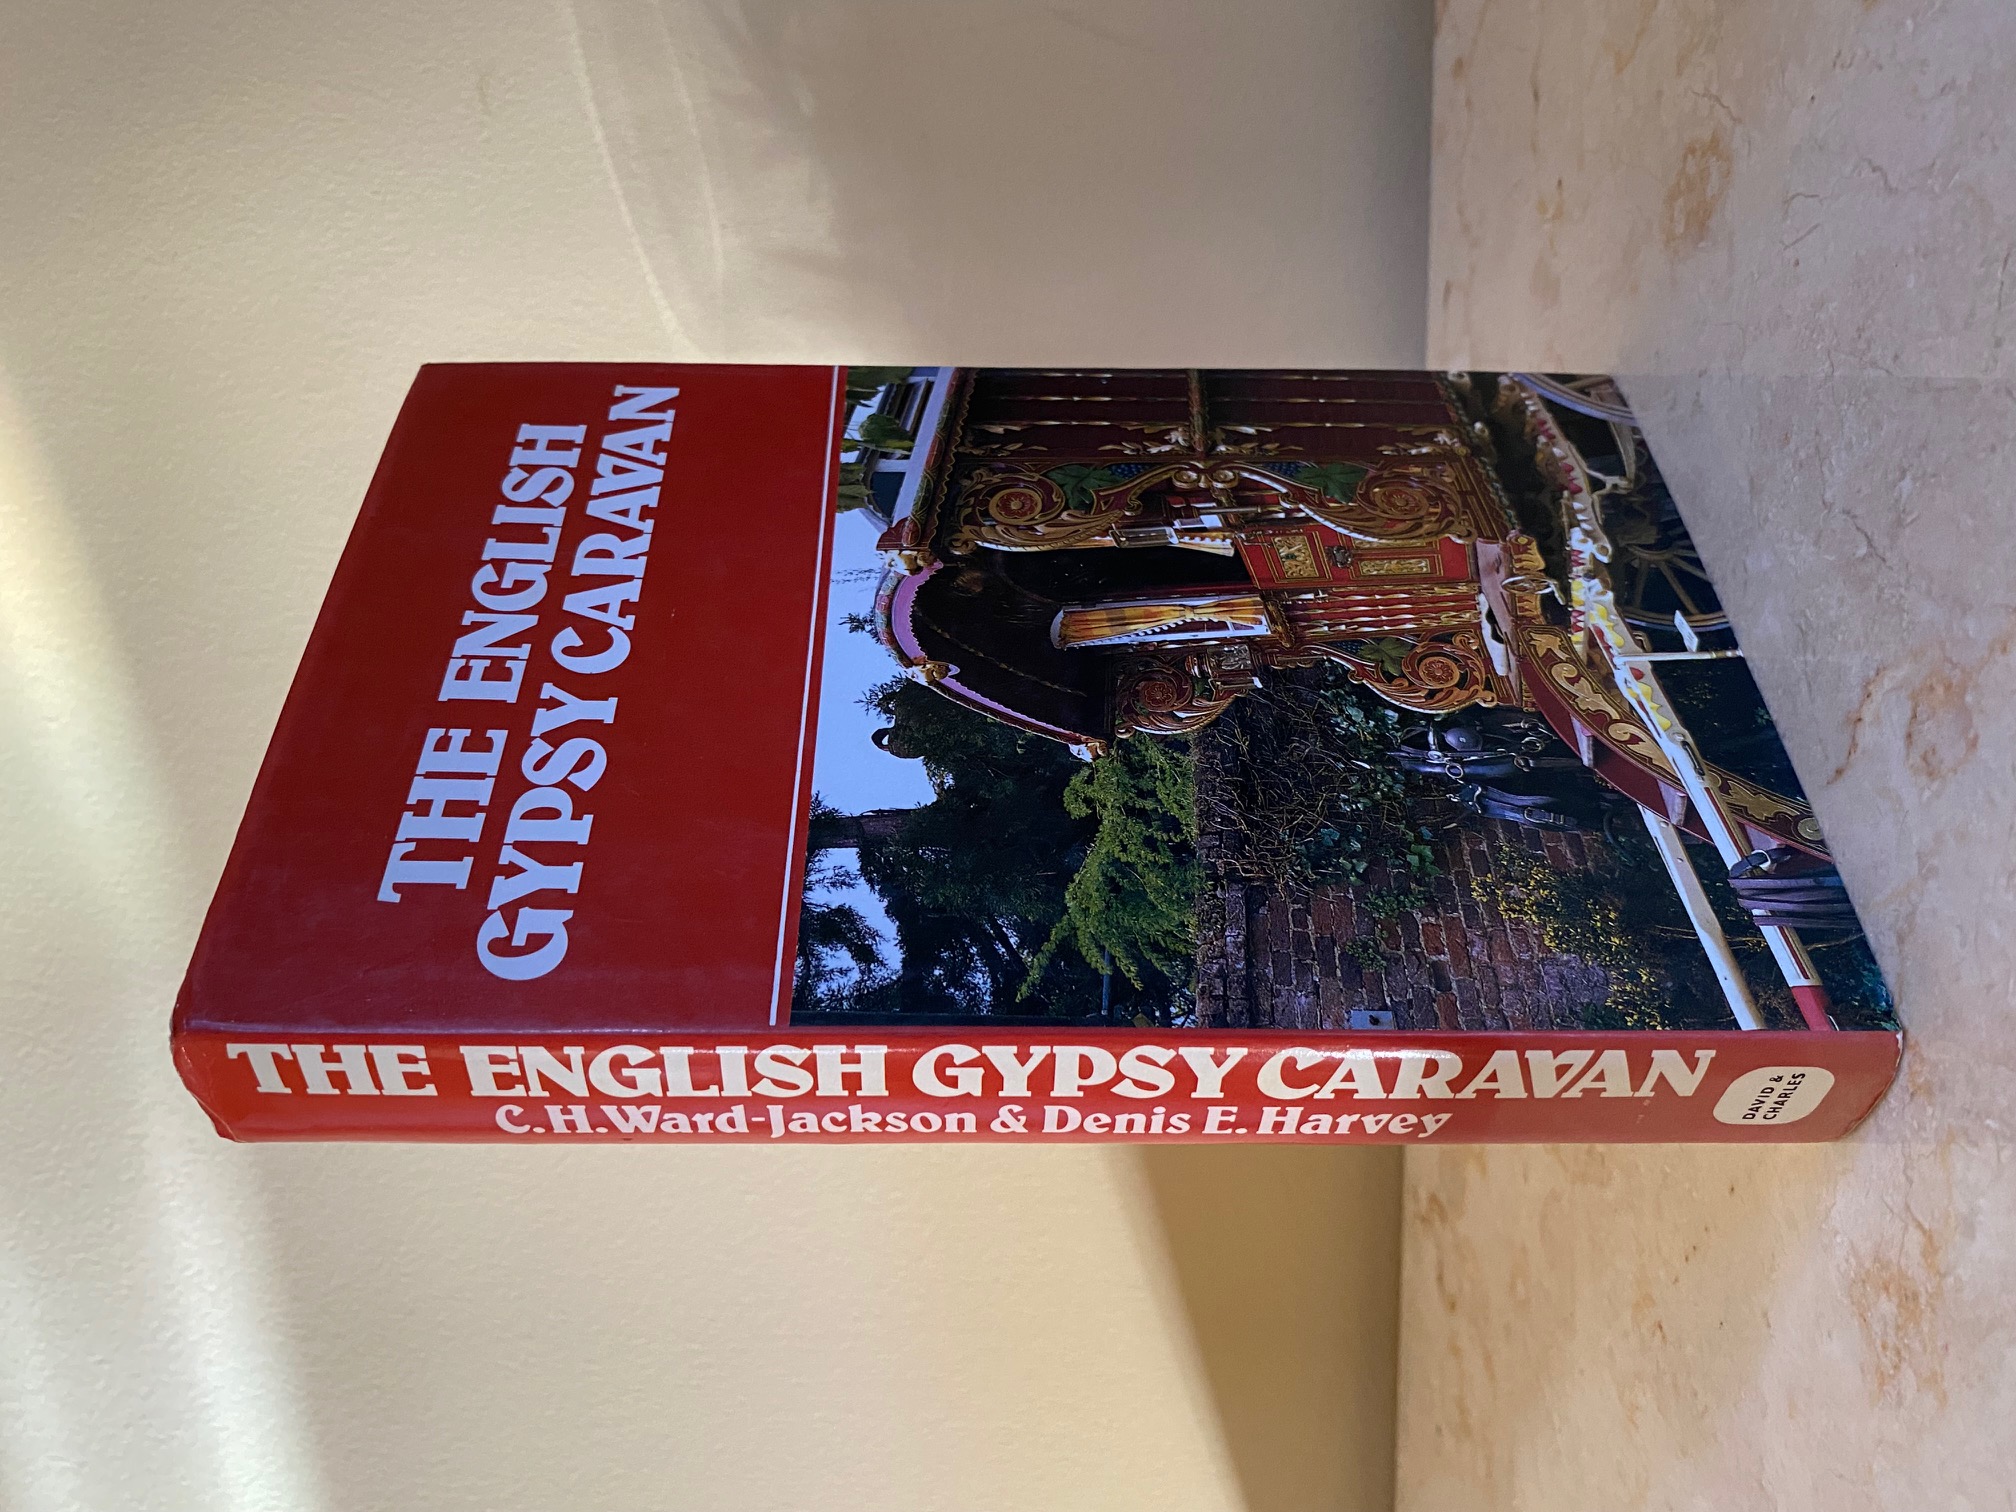 THE ENGLISH
GYPSY CARAVAN
THE ENGLISH GYPSY CARAVAN
C.H.Ward-Jackson & Denis E. Harvey
DAVID &
CHARLES